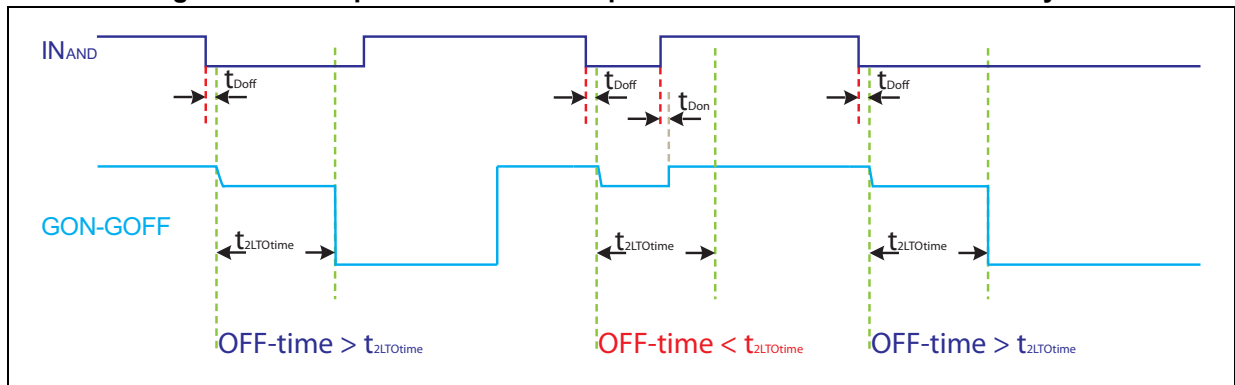 INAND
tDoff
tDoff
tDon
tDoff
GON-GOFF
t2LTOtime
t2LTOtime
t2LTOtime
OFF-time > t2LTOtime
OFF-time < t2LTOtime
OFF-time > t2LTOtime